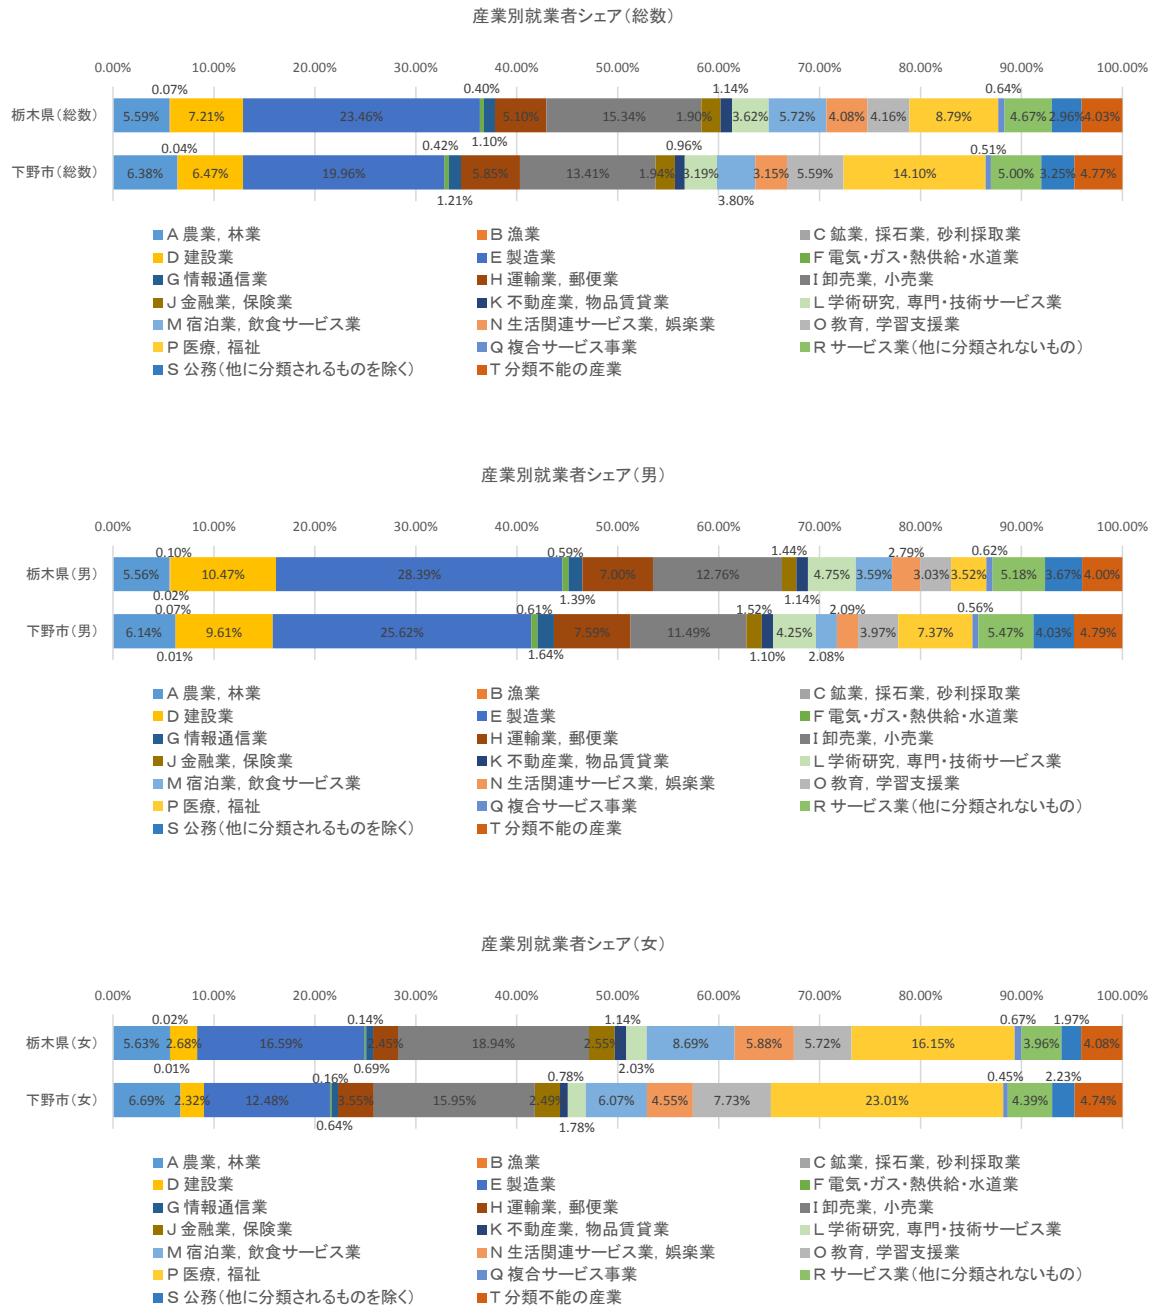 産業別就業者シェア(総数)
0.00% 10.00% 20.00% 30.00% 40.00% 50.00% 60.00% 70.00% 80.00% 90.00% 100.00%
0.07% 0.40% 1.14% 0.64%
栃木県(総数) 5.59% 7.21% 23.46% 5.10% 15.34% 1.90% 3.62% 5.72% 4.08% 4.16% 8.79% 4.67% 2.96% 4.03%
1.10%
0.04% 0.42% 0.96% 0.51%
下野市(総数) 6.38% 6.47% 19.96% 5.85% 13.41% 1.94% 3.19% 3.15% 5.59% 14.10% 5.00% 3.25% 4.77%
1.21% 3.80%
A 農業, 林業 B 漁業 C 鉱業, 採石業, 砂利採取業
D 建設業 E 製造業 F 電気・ガス・熱供給・水道業
G 情報通信業 H 運輸業, 郵便業 I 卸売業, 小売業
J 金融業, 保険業 K 不動産業, 物品賃貸業 L 学術研究, 専門・技術サービス業
M 宿泊業, 飲食サービス業 N 生活関連サービス業, 娯楽業 O 教育, 学習支援業
P 医療, 福祉 Q 複合サービス事業 R サービス業(他に分類されないもの)
S 公務(他に分類されるものを除く) T 分類不能の産業
産業別就業者シェア(男)
0.00% 10.00% 20.00% 30.00% 40.00% 50.00% 60.00% 70.00% 80.00% 90.00% 100.00%
0.10% 0.59% 1.44% 2.79% 0.62%
栃木県(男) 5.56% 10.47% 28.39% 7.00% 12.76% 4.75% 3.59% 3.03% 3.52% 5.18% 3.67% 4.00%
0.02% 1.39% 1.14%
0.07% 0.61% 1.52% 2.09% 0.56%
下野市(男) 6.14% 9.61% 25.62% 7.59% 11.49% 4.25% 3.97% 7.37% 5.47% 4.03% 4.79%
0.01% 1.64% 1.10% 2.08%
A 農業, 林業 B 漁業 C 鉱業, 採石業, 砂利採取業
D 建設業 E 製造業 F 電気・ガス・熱供給・水道業
G 情報通信業 H 運輸業, 郵便業 I 卸売業, 小売業
J 金融業, 保険業 K 不動産業, 物品賃貸業 L 学術研究, 専門・技術サービス業
M 宿泊業, 飲食サービス業 N 生活関連サービス業, 娯楽業 O 教育, 学習支援業
P 医療, 福祉 Q 複合サービス事業 R サービス業(他に分類されないもの)
S 公務(他に分類されるものを除く) T 分類不能の産業
産業別就業者シェア(女)
0.00% 10.00% 20.00% 30.00% 40.00% 50.00% 60.00% 70.00% 80.00% 90.00% 100.00%
0.02% 0.14% 1.14% 0.67% 1.97%
栃木県(女) 5.63% 2.68% 16.59% 2.45% 18.94% 2.55% 8.69% 5.88% 5.72% 16.15% 3.96% 4.08%
0.69% 2.03%
0.01% 0.16% 0.78% 0.45% 2.23%
下野市(女) 6.69% 2.32% 12.48% 3.55% 15.95% 2.49% 6.07% 4.55% 7.73% 23.01% 4.39% 4.74%
0.64% 1.78%
A 農業, 林業 B 漁業 C 鉱業, 採石業, 砂利採取業
D 建設業 E 製造業 F 電気・ガス・熱供給・水道業
G 情報通信業 H 運輸業, 郵便業 I 卸売業, 小売業
J 金融業, 保険業 K 不動産業, 物品賃貸業 L 学術研究, 専門・技術サービス業
M 宿泊業, 飲食サービス業 N 生活関連サービス業, 娯楽業 O 教育, 学習支援業
P 医療, 福祉 Q 複合サービス事業 R サービス業(他に分類されないもの)
S 公務(他に分類されるものを除く) T 分類不能の産業